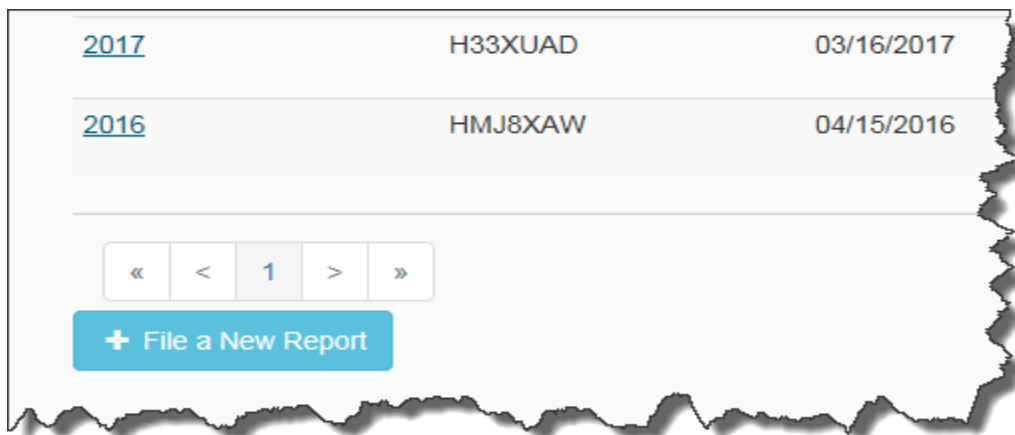 2017 H33XUAD 03/16/2017
2016 HMJ8XAW 04/15/2016
« < 1 > »
+ File a New Report